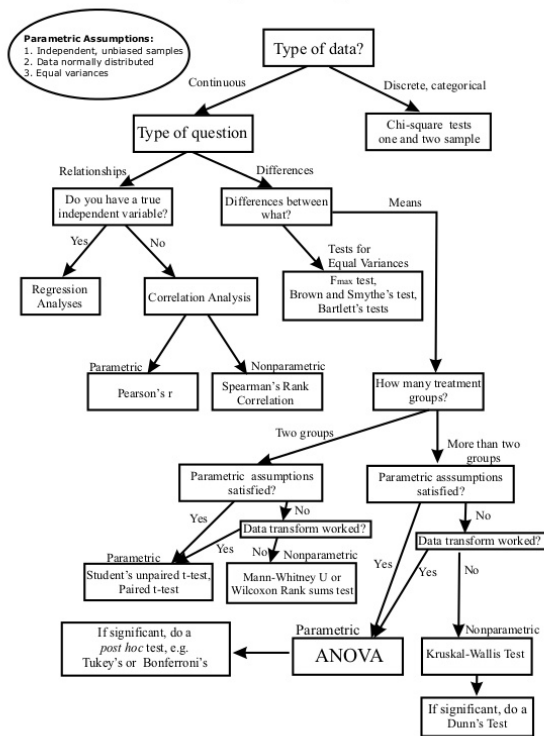 Parametric Assumptions:
1. Independent, unbiased samples
2. Data normally distributed
3. Equal variances
Type of data?
Continuous
Discrete, categorical
Type of question
Chi-square tests
one and two sample
Relationships
Differences
Do you have a true
independent variable?
Differences between
what?
Means
Yes
No
Tests for
Equal Variances
Regression
Analyses
Correlation Analysis
Fmax test,
Brown and Smythe's test,
Bartlett's tests
Parametric
Nonparametric
Pearson's r
Spearman's Rank
Correlation
How many treatment
groups?
Two groups
More than two
groups
Parametric assumptions
satisfied?
Parametric asssumptions
satisfied?
Yes
No
No
Data transform worked?
Data transform worked?
Yes
No
Yes
Yes
No
Parametric
Nonparametric
Student's unpaired t-test,
Paired t-test
Mann-Whitney U or
Wilcoxon Rank sums test
If significant, do a
post hoc test, e.g.
Tukey's or Bonferroni's
Parametric
ANOVA
Nonparametric
Kruskal-Wallis Test
If significant, do a
Dunn's Test